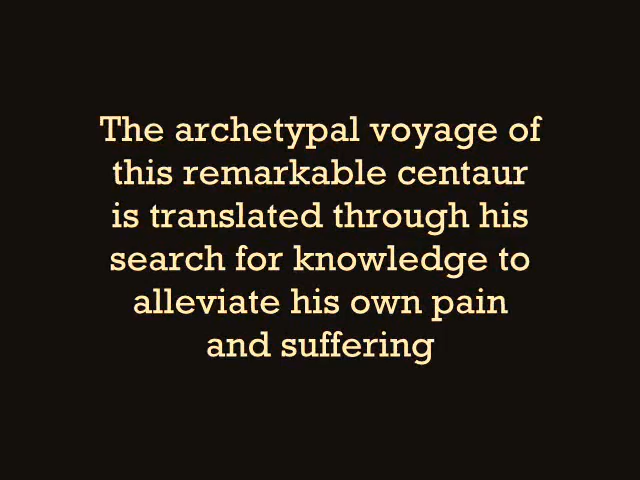 The archetypal voyage of
this remarkable centaur
is translated through his
search for knowledge to
alleviate his own pain
and suffering